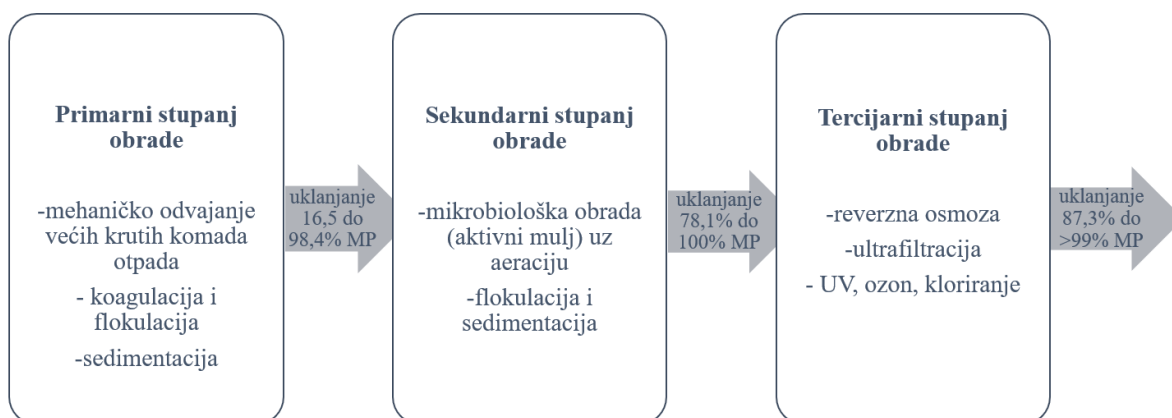 Primarni stupanj
obrade
-mehaničko odvajanje
većih krutih komada
otpada
- koagulacija i
flokulacija
-sedimentacija
uklanjanje
16,5 do
98,4% MP
Sekundarni stupanj
obrade
-mikrobiološka obrada
(aktivni mulj) uz
aeraciju
-flokulacija i
sedimentacija
uklanjanje
78,1% do
100% MP
Tercijarni stupanj
obrade
-reverzna osmoza
-ultrafiltracija
- UV, ozon, kloriranje
uklanjanje
87,3% do
>99% MP